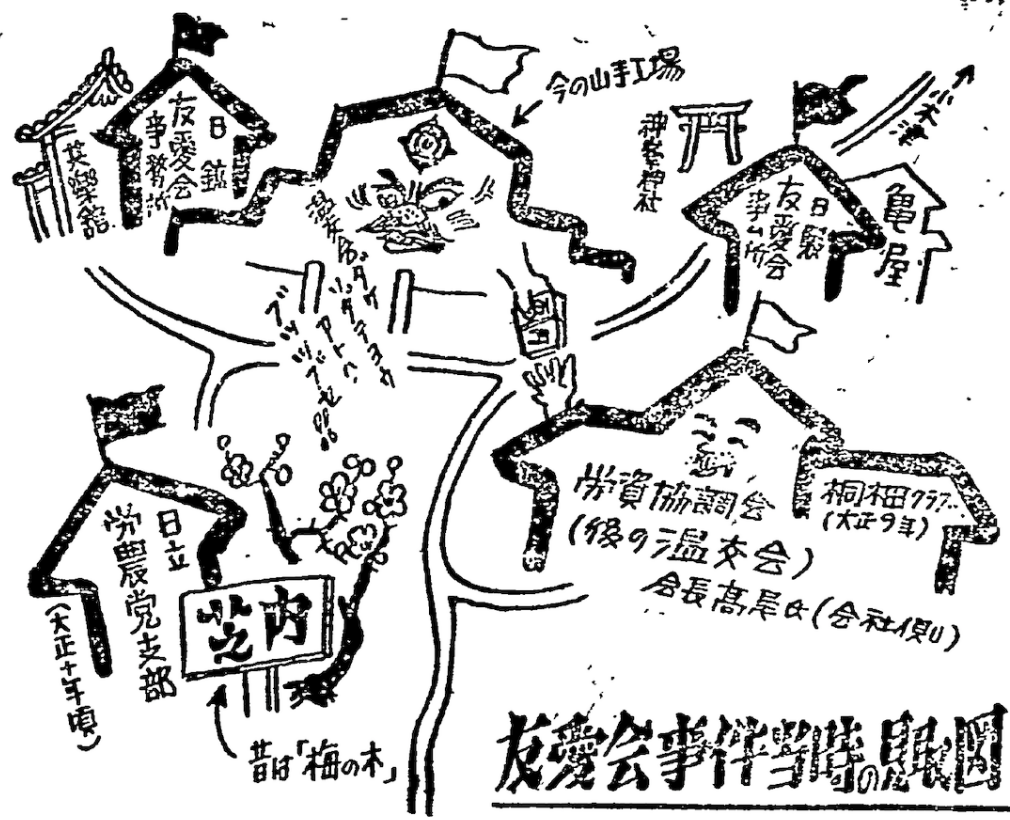 日鉱
友愛会
事務所
共楽館
今の山手工場
神峯神社
小木津
日製
友愛会
事ム所
亀屋
労資協調会
(後の温交会)
会長高尾氏(会社側)
桐畑クラブ
(大正9年)
日立
労農党支部
(大正十年頃)
芝内
昔は「梅の木」
友愛会事件当時の